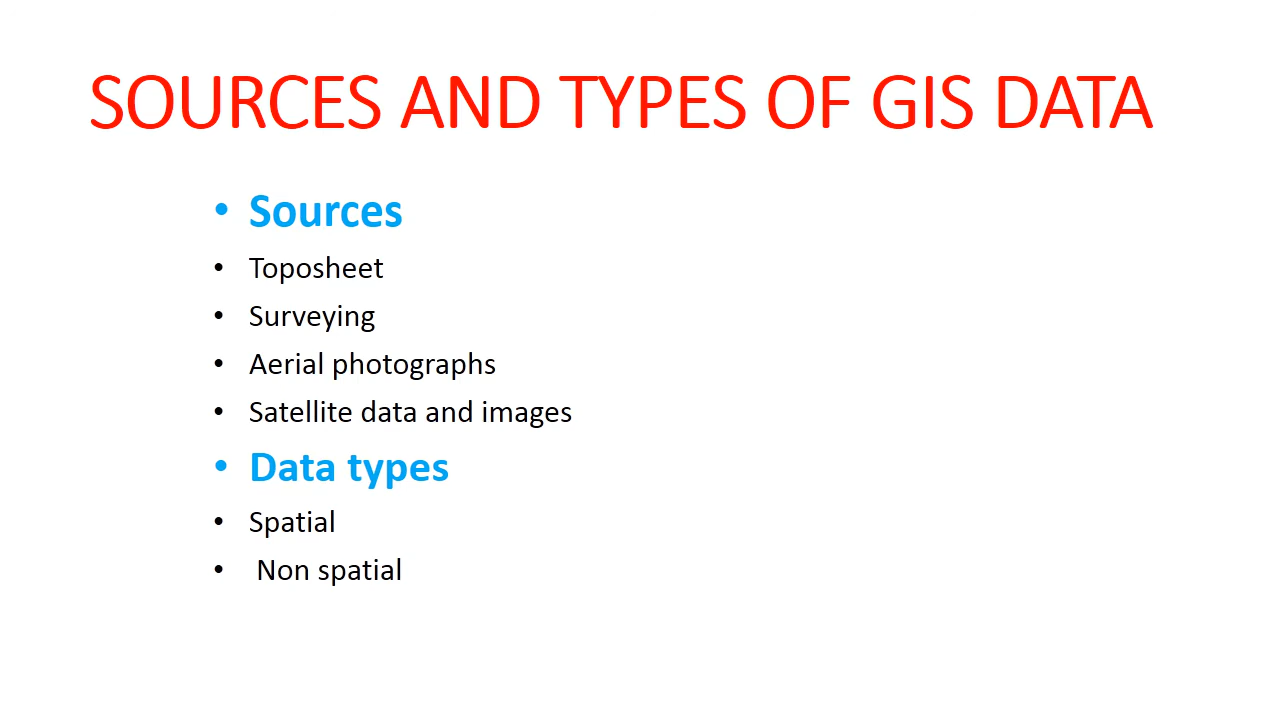 SOURCES AND TYPES OF GIS DATA
• Sources
• Toposheet
• Surveying
• Aerial photographs
• Satellite data and images
• Data types
• Spatial
• Non spatial